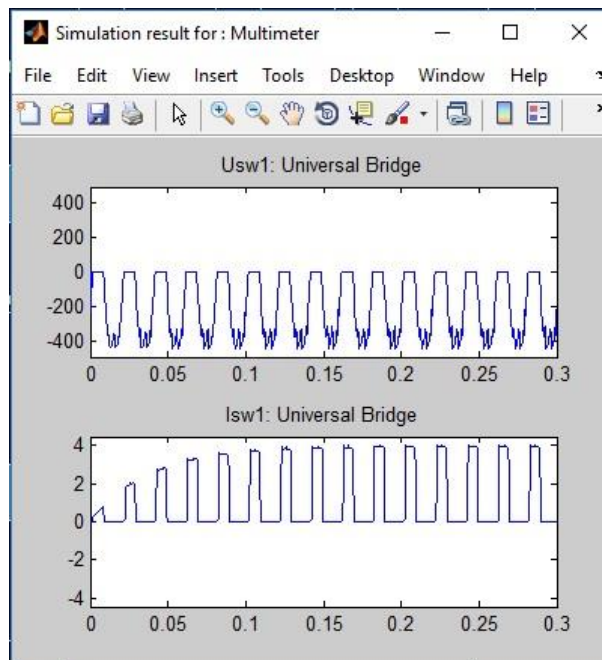 Simulation result for : Multimeter
File Edit View Insert Tools Desktop Window Help
Usw1: Universal Bridge
400
200
0
-200
-400
0 0.05 0.1 0.15 0.2 0.25 0.3
Isw1: Universal Bridge
4
2
0
-2
-4
0 0.05 0.1 0.15 0.2 0.25 0.3